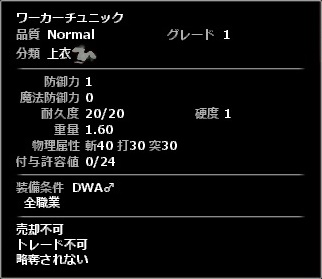 ワーカーチュニック
品質 Normal グレード 1
分類 上衣
防御力 1
魔法防御力 0
耐久度 20/20 硬度 1
重量 1.60
物理属性 斬40 打30 突30
付与許容値 0/24
装備条件 DWA♂
全職業
売却不可
トレード不可
略奪されない